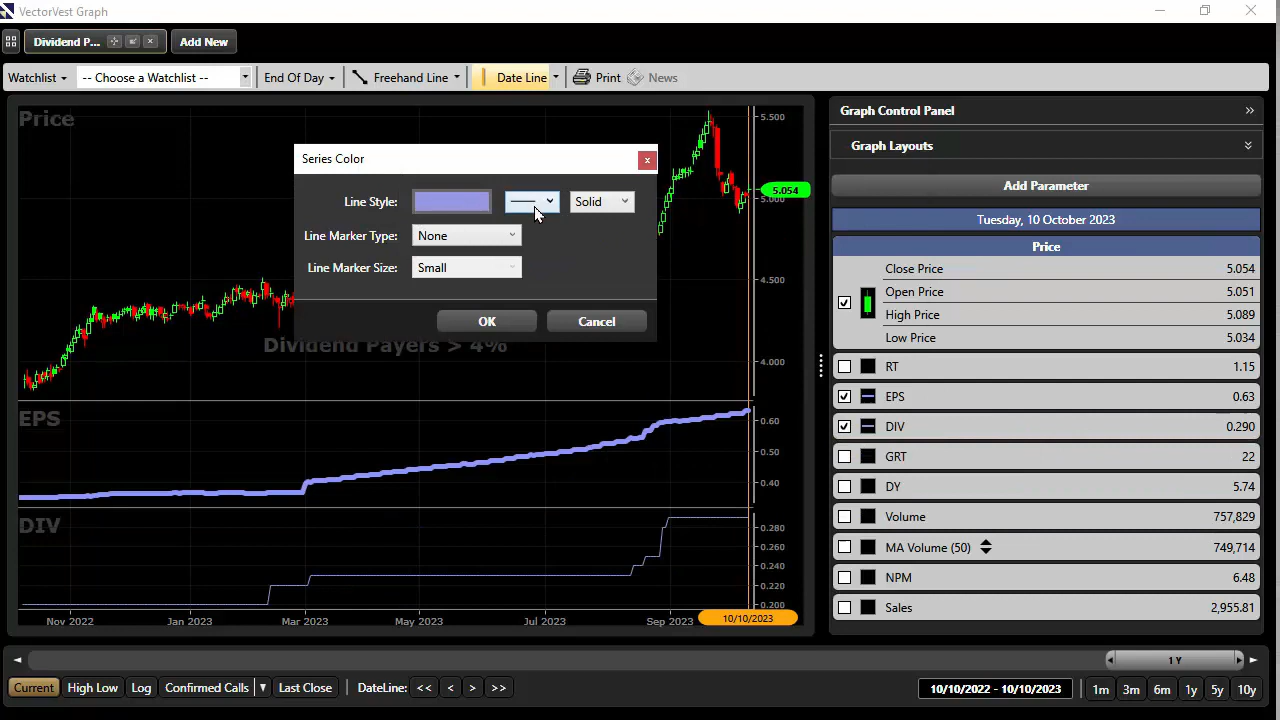 VectorVest Graph
Dividend P...
Add New
Watchlist
-- Choose a Watchlist --
End Of Day
Freehand Line
Date Line
Print
News
Price
5.500
5.054
5.000
4.500
4.000
Dividend Payers > 4%
Series Color
Line Style:
Solid
Line Marker Type:
None
Line Marker Size:
Small
OK
Cancel
EPS
0.60
0.50
0.40
DIV
0.280
0.260
0.240
0.220
0.200
Nov 2022
Jan 2023
Mar 2023
May 2023
Jul 2023
Sep 2023
10/10/2023
Graph Control Panel
Graph Layouts
Add Parameter
Tuesday, 10 October 2023
Price
Close Price 5.054
Open Price 5.051
High Price 5.089
Low Price 5.034
RT 1.15
EPS 0.63
DIV 0.290
GRT 22
DY 5.74
Volume 757,829
MA Volume (50) 749,714
NPM 6.48
Sales 2,955.81
1 Y
Current
High Low
Log
Confirmed Calls
Last Close
DateLine:
<<
<
>
>>
10/10/2022 - 10/10/2023
1m
3m
6m
1y
5y
10y